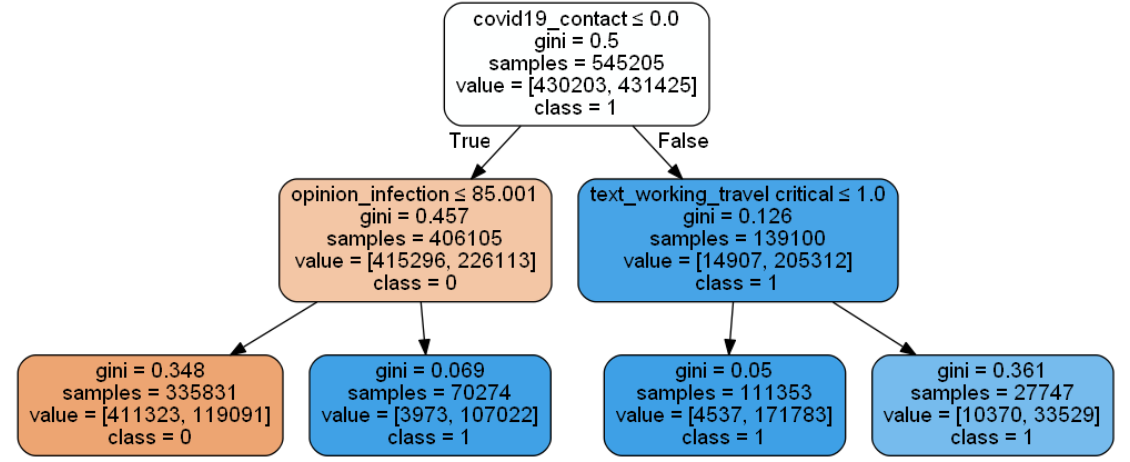 covid19_contact ≤ 0.0
gini = 0.5
samples = 545205
value = [430203, 431425]
class = 1
True
False
opinion_infection ≤ 85.001
gini = 0.457
samples = 406105
value = [415296, 226113]
class = 0
text_working_travel critical ≤ 1.0
gini = 0.126
samples = 139100
value = [14907, 205312]
class = 1
gini = 0.348
samples = 335831
value = [411323, 119091]
class = 0
gini = 0.069
samples = 70274
value = [3973, 107022]
class = 1
gini = 0.05
samples = 111353
value = [4537, 171783]
class = 1
gini = 0.361
samples = 27747
value = [10370, 33529]
class = 1